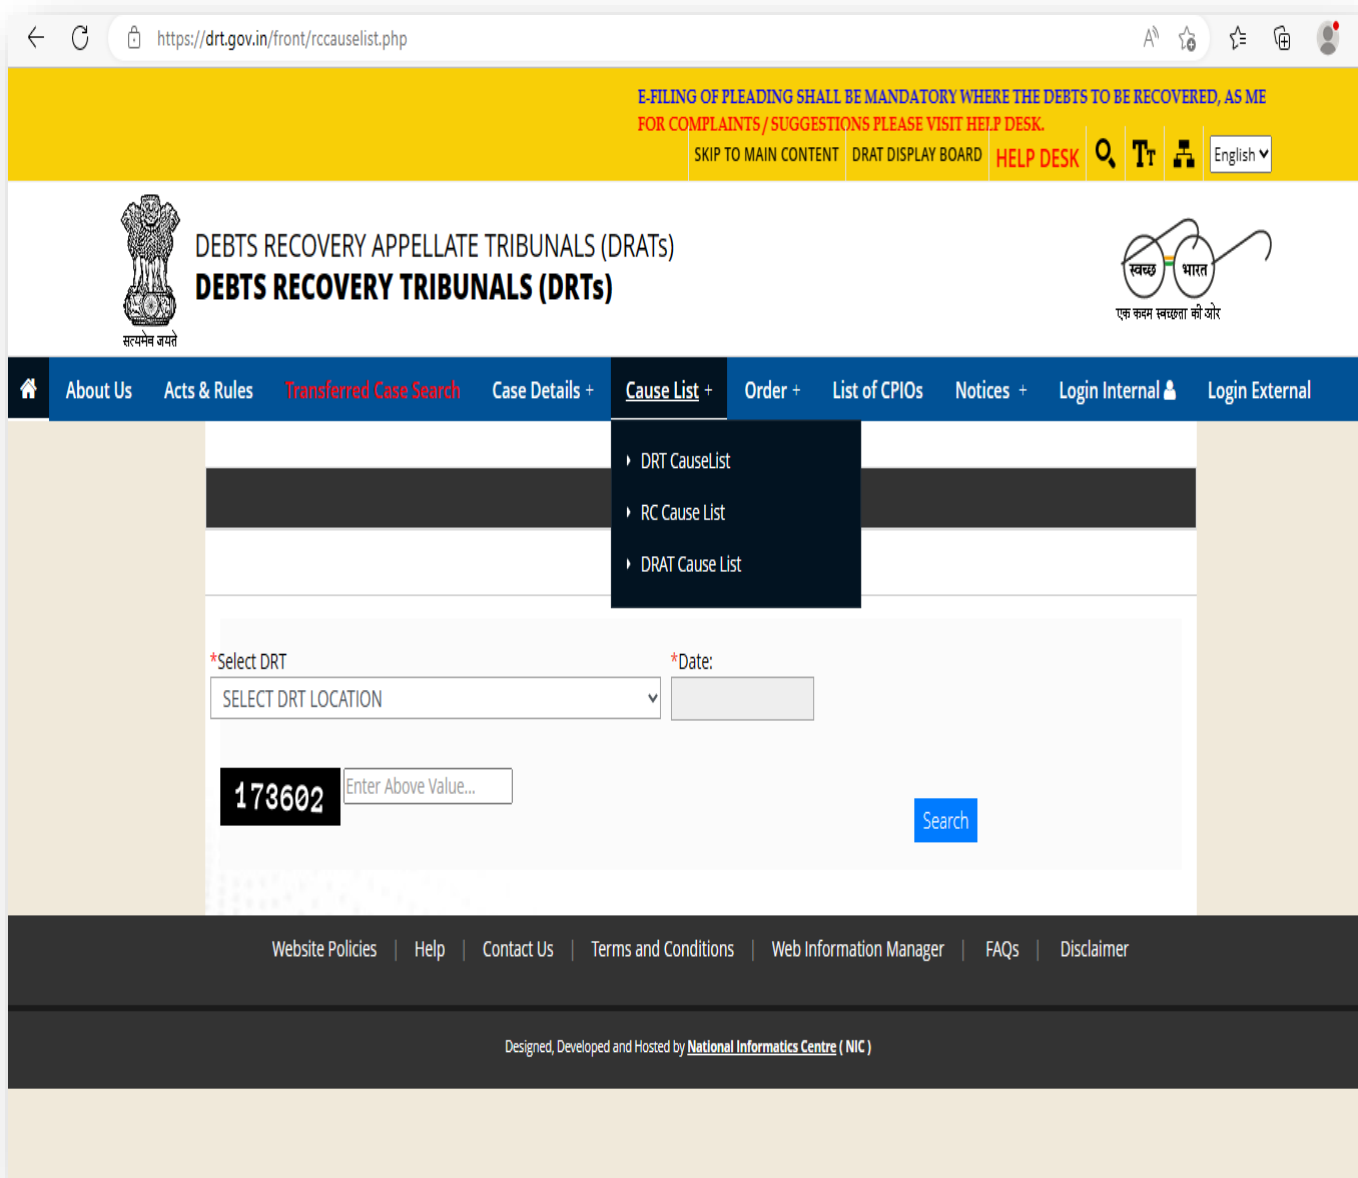 https://drt.gov.in/front/rccauselist.php
E-FILING OF PLEADING SHALL BE MANDATORY WHERE THE DEBTS TO BE RECOVERED, AS ME
FOR COMPLAINTS / SUGGESTIONS PLEASE VISIT HELP DESK.
SKIP TO MAIN CONTENT DRAT DISPLAY BOARD HELP DESK TT English
DEBTS RECOVERY APPELLATE TRIBUNALS (DRATs)
DEBTS RECOVERY TRIBUNALS (DRTs)
सत्यमेव जयते
स्वच्छ भारत
एक कदम स्वच्छता की ओर
About Us Acts & Rules Transferred Case Search Case Details + Cause List + Order + List of CPIOs Notices + Login Internal Login External
DRT CauseList
RC Cause List
DRAT Cause List
*Select DRT *Date:
SELECT DRT LOCATION
173602 Enter Above Value...
Search
Website Policies | Help | Contact Us | Terms and Conditions | Web Information Manager | FAQs | Disclaimer
Designed, Developed and Hosted by National Informatics Centre ( NIC )